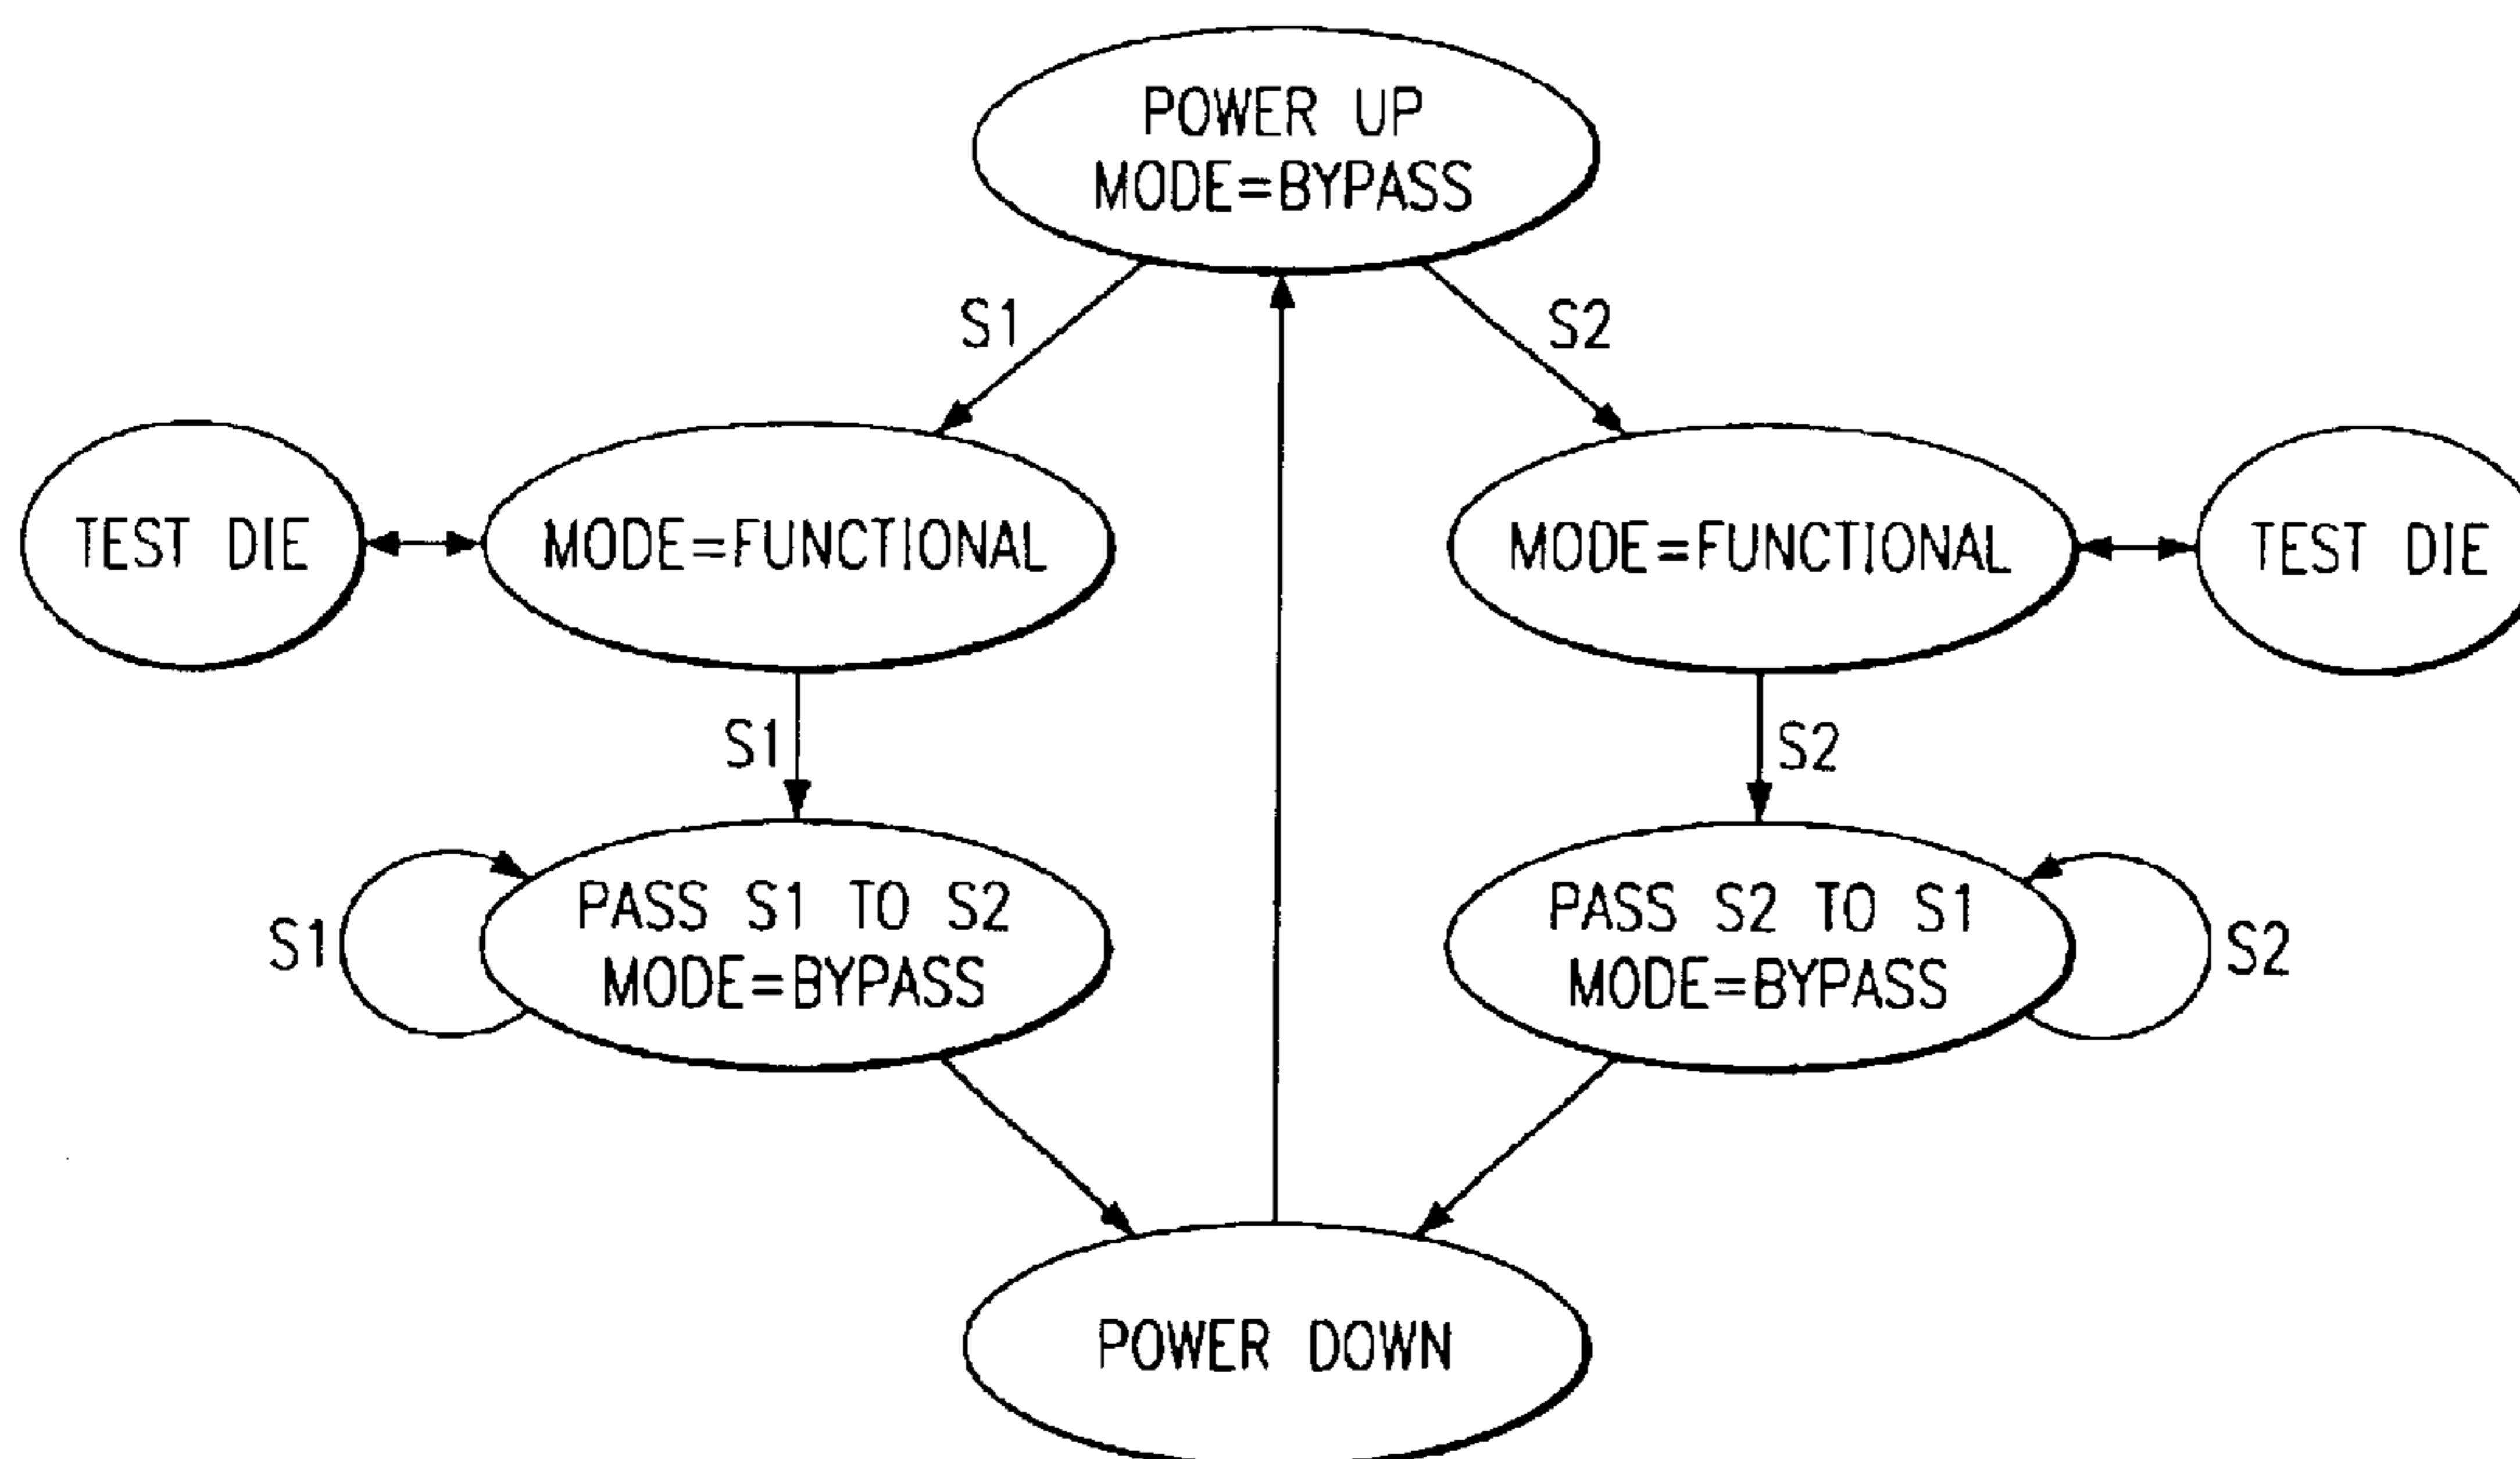 POWER UP
MODE=BYPASS
S1
S2
TEST DIE
MODE=FUNCTIONAL
MODE=FUNCTIONAL
TEST DIE
S1
S2
PASS S1 TO S2
MODE=BYPASS
S1
PASS S2 TO S1
MODE=BYPASS
S2
POWER DOWN